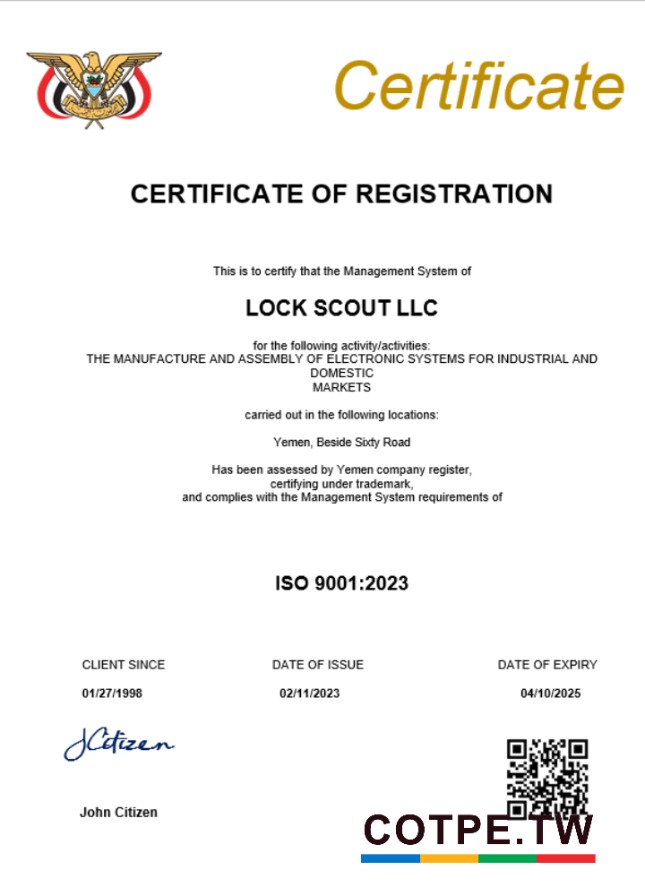 Certificate
CERTIFICATE OF REGISTRATION
This is to certify that the Management System of
LOCK SCOUT LLC
for the following activity/activities:
THE MANUFACTURE AND ASSEMBLY OF ELECTRONIC SYSTEMS FOR INDUSTRIAL AND
DOMESTIC
MARKETS
carried out in the following locations:
Yemen, Beside Sixty Road
Has been assessed by Yemen company register,
certifying under trademark,
and complies with the Management System requirements of
ISO 9001:2023
CLIENT SINCE DATE OF ISSUE DATE OF EXPIRY
01/27/1998 02/11/2023 04/10/2025
JCitizen
John Citizen
COTPE.TW